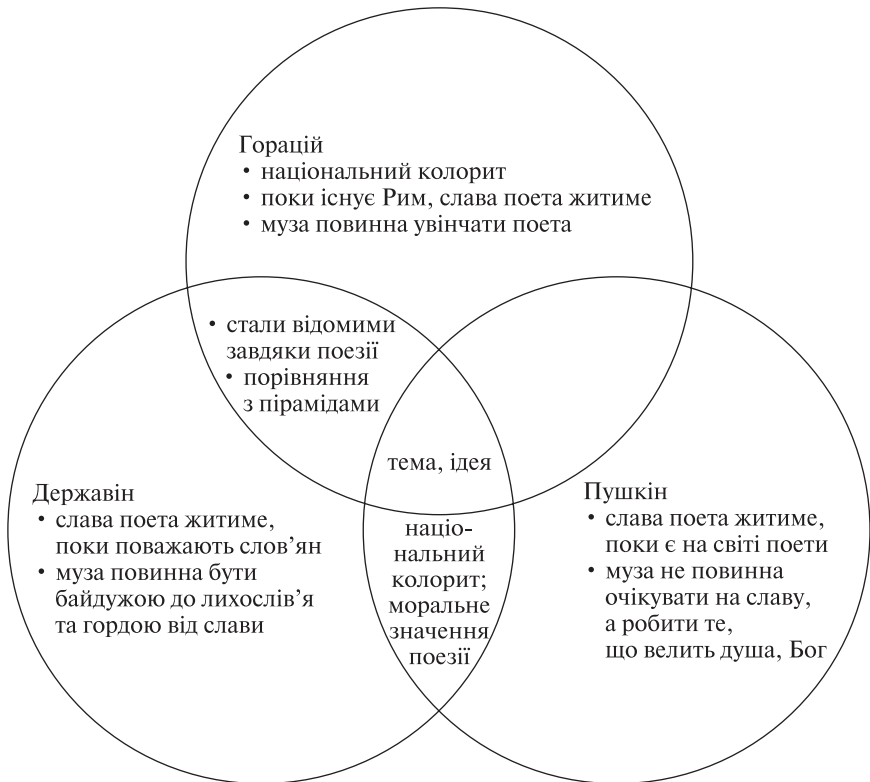 Горацій
• національний колорит
• поки існує Рим, слава поета житиме
• муза повинна увінчати поета
• стали відомими
завдяки поезії
• порівняння
з пірамідами
тема, ідея
Державін
• слава поета житиме,
поки поважають слов’ян
• муза повинна бути
байдужою до лихослів’я
та гордою від слави
націо-
нальний
колорит;
моральне
значення
поезії
Пушкін
• слава поета житиме,
поки є на світі поети
• муза не повинна
очікувати на славу,
а робити те,
що велить душа, Бог